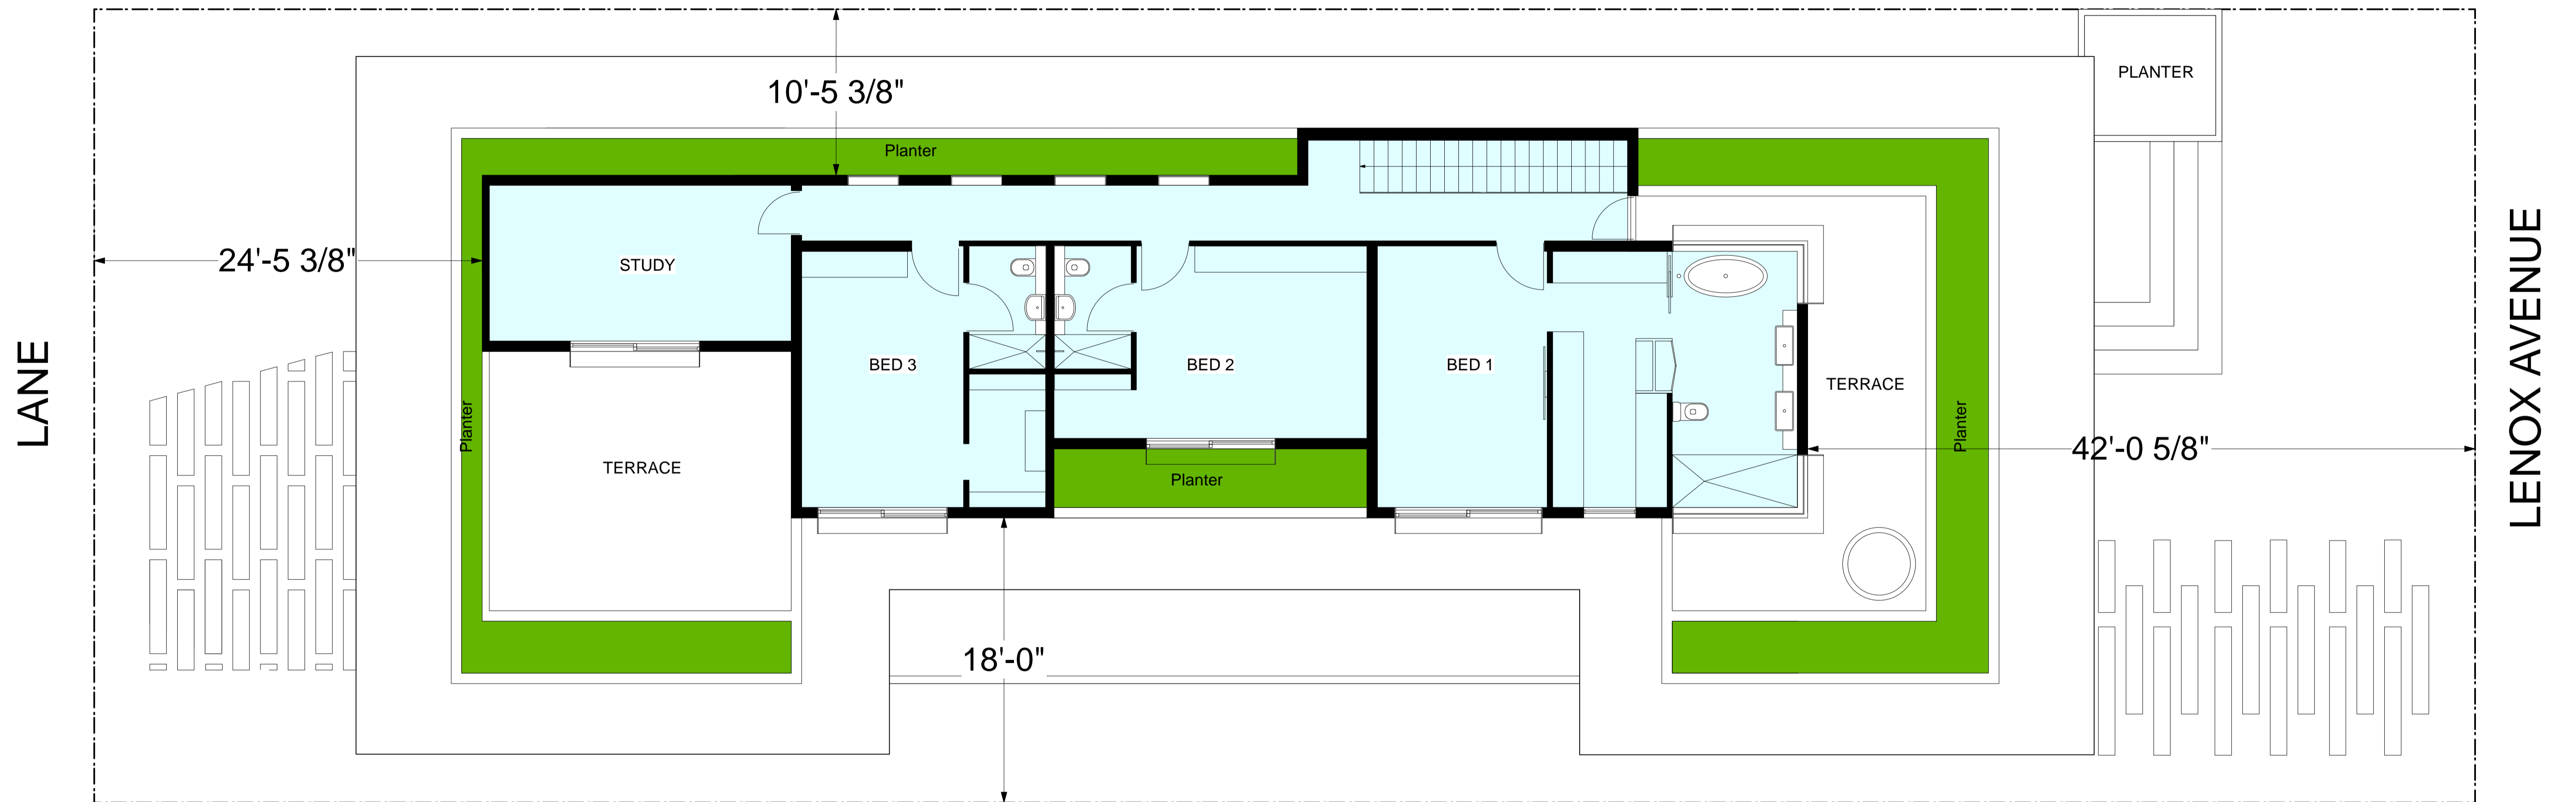 PLANTER
10'-5 3/8"
Planter
24'-5 3/8"
STUDY
LANE
LENOX AVENUE
BED 3
BED 2
BED 1
TERRACE
Planter
Planter
42'-0 5/8"
TERRACE
Planter
18'-0"